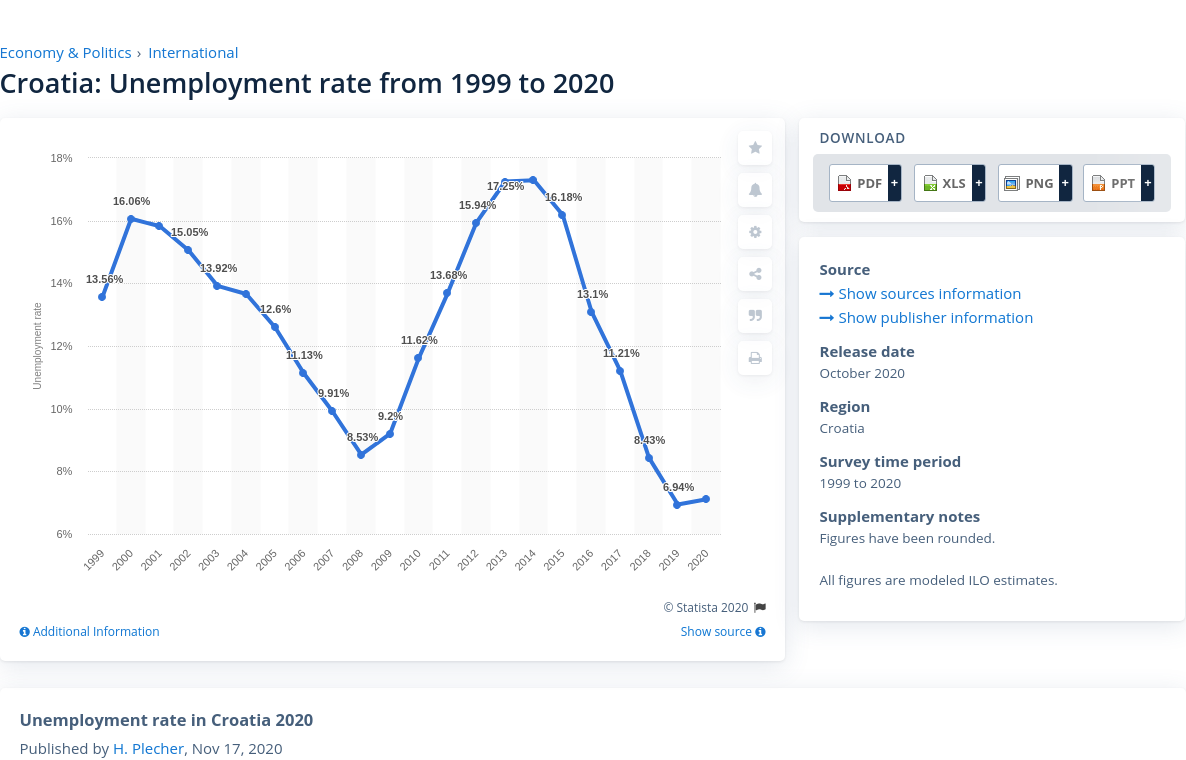 Economy & Politics › International
Croatia: Unemployment rate from 1999 to 2020
18%
16%
14%
12%
10%
8%
6%
Unemployment rate
13.56%
16.06%
15.05%
13.92%
12.6%
11.13%
9.91%
8.53%
9.2%
11.62%
13.68%
15.94%
17.25%
16.18%
13.1%
11.21%
8.43%
6.94%
1999 2000 2001 2002 2003 2004 2005 2006 2007 2008 2009 2010 2011 2012 2013 2014 2015 2016 2017 2018 2019 2020
© Statista 2020
Additional Information
Show source
DOWNLOAD
PDF + XLS + PNG + PPT +
Source
Show sources information
Show publisher information
Release date
October 2020
Region
Croatia
Survey time period
1999 to 2020
Supplementary notes
Figures have been rounded.
All figures are modeled ILO estimates.
Unemployment rate in Croatia 2020
Published by H. Plecher, Nov 17, 2020